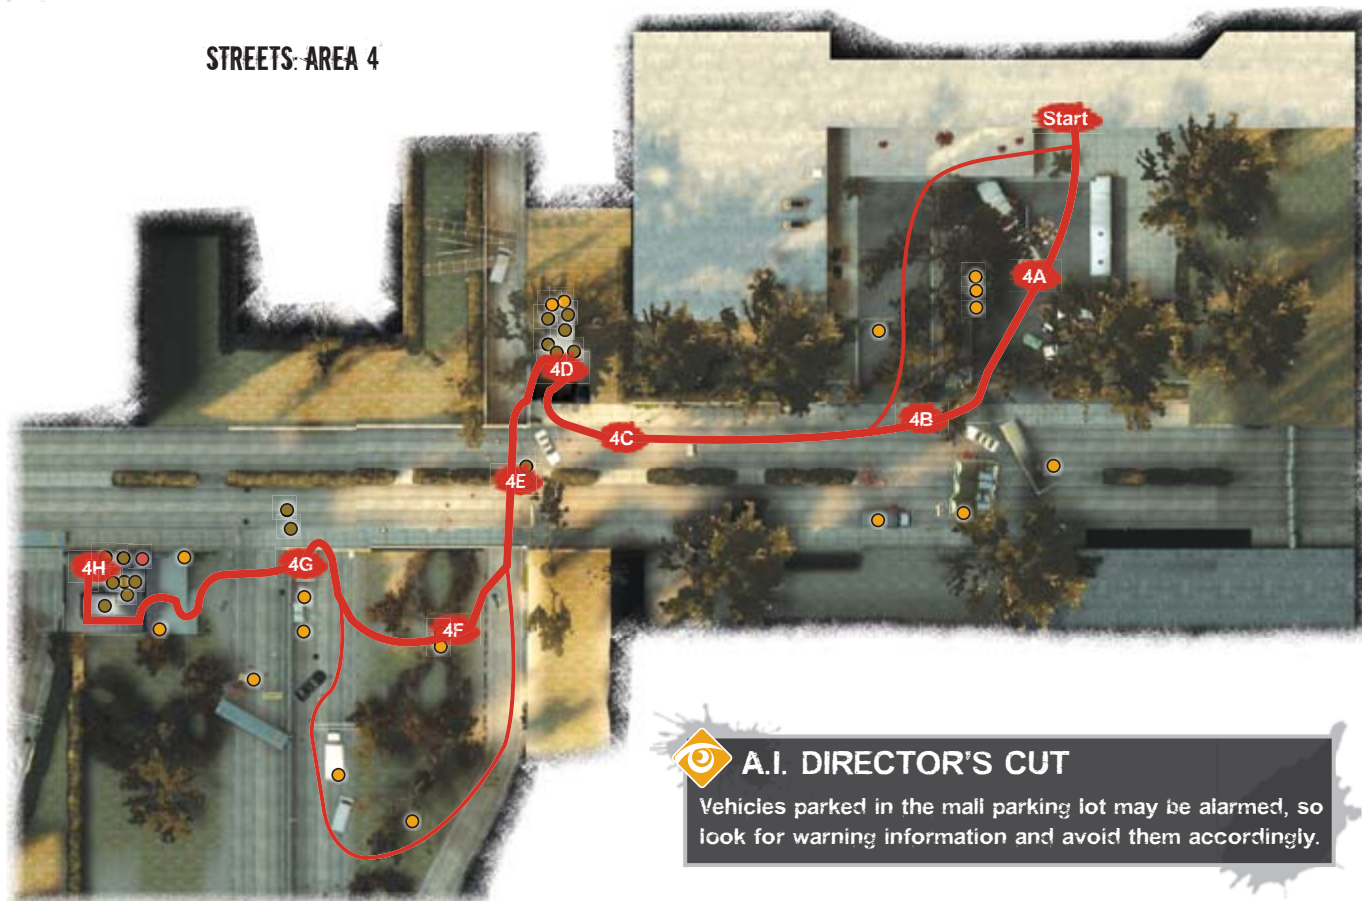 STREETS: AREA 4
Start
4A
4B
4C
4D
4E
4F
4G
4H
A.I. DIRECTOR'S CUT
Vehicles parked in the mall parking lot may be alarmed, so
look for warning information and avoid them accordingly.